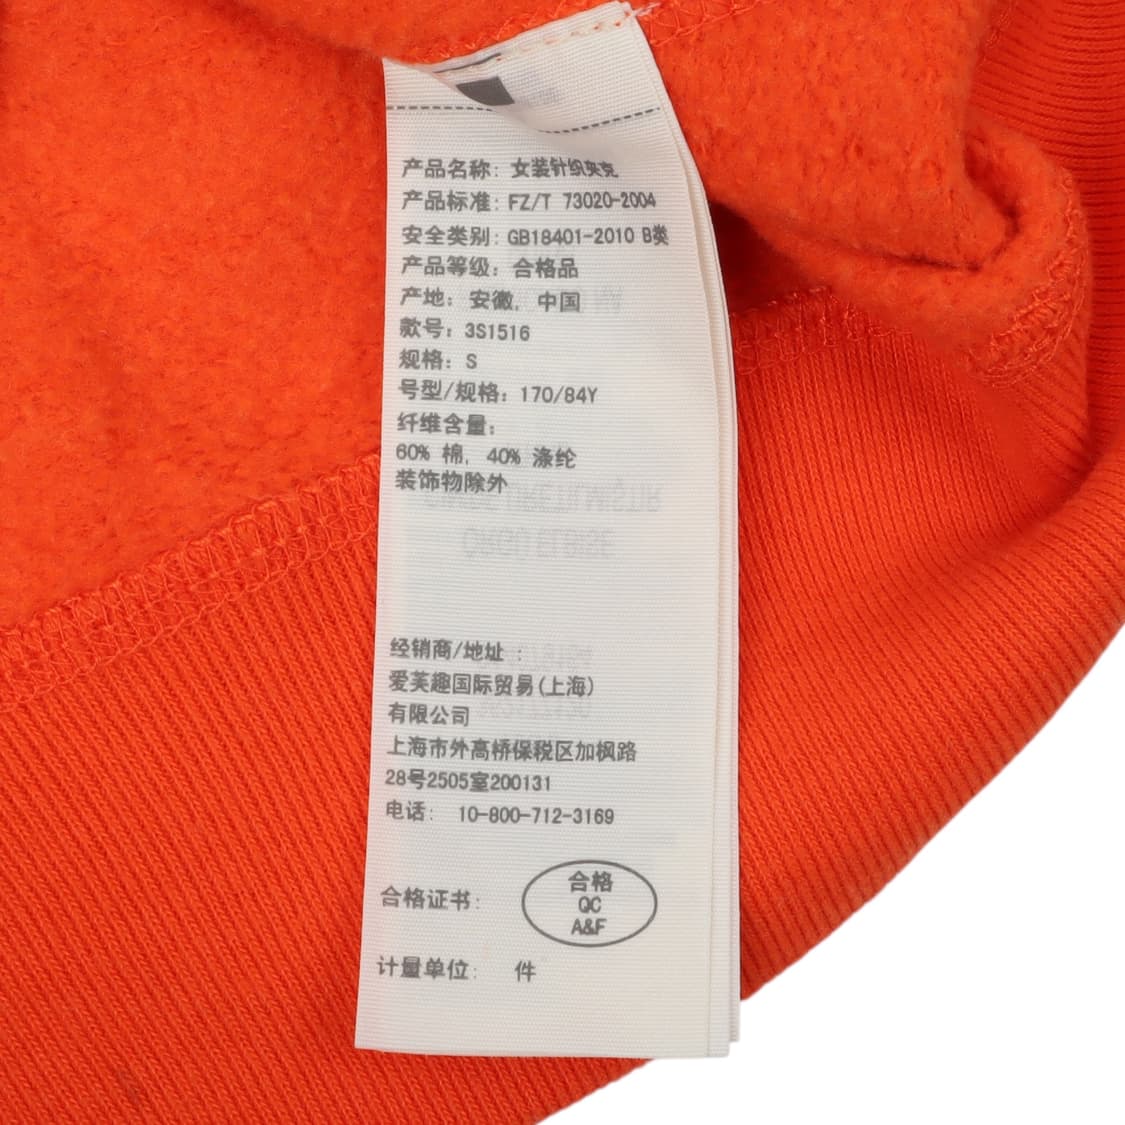 产品名称: 女装针织夹克
产品标准: FZ/T 73020-2004
安全类别: GB18401-2010 B类
产品等级: 合格品
产地: 安徽, 中国
款号: 3S1516
规格: S
号型/规格: 170/84Y
纤维含量:
60% 棉, 40% 涤纶
装饰物除外
经销商/地址 :
爱芙趣国际贸易(上海)
有限公司
上海市外高桥保税区加枫路
28号2505室200131
电话: 10-800-712-3169
合格证书:
合格
QC
A&F
计量单位: 件